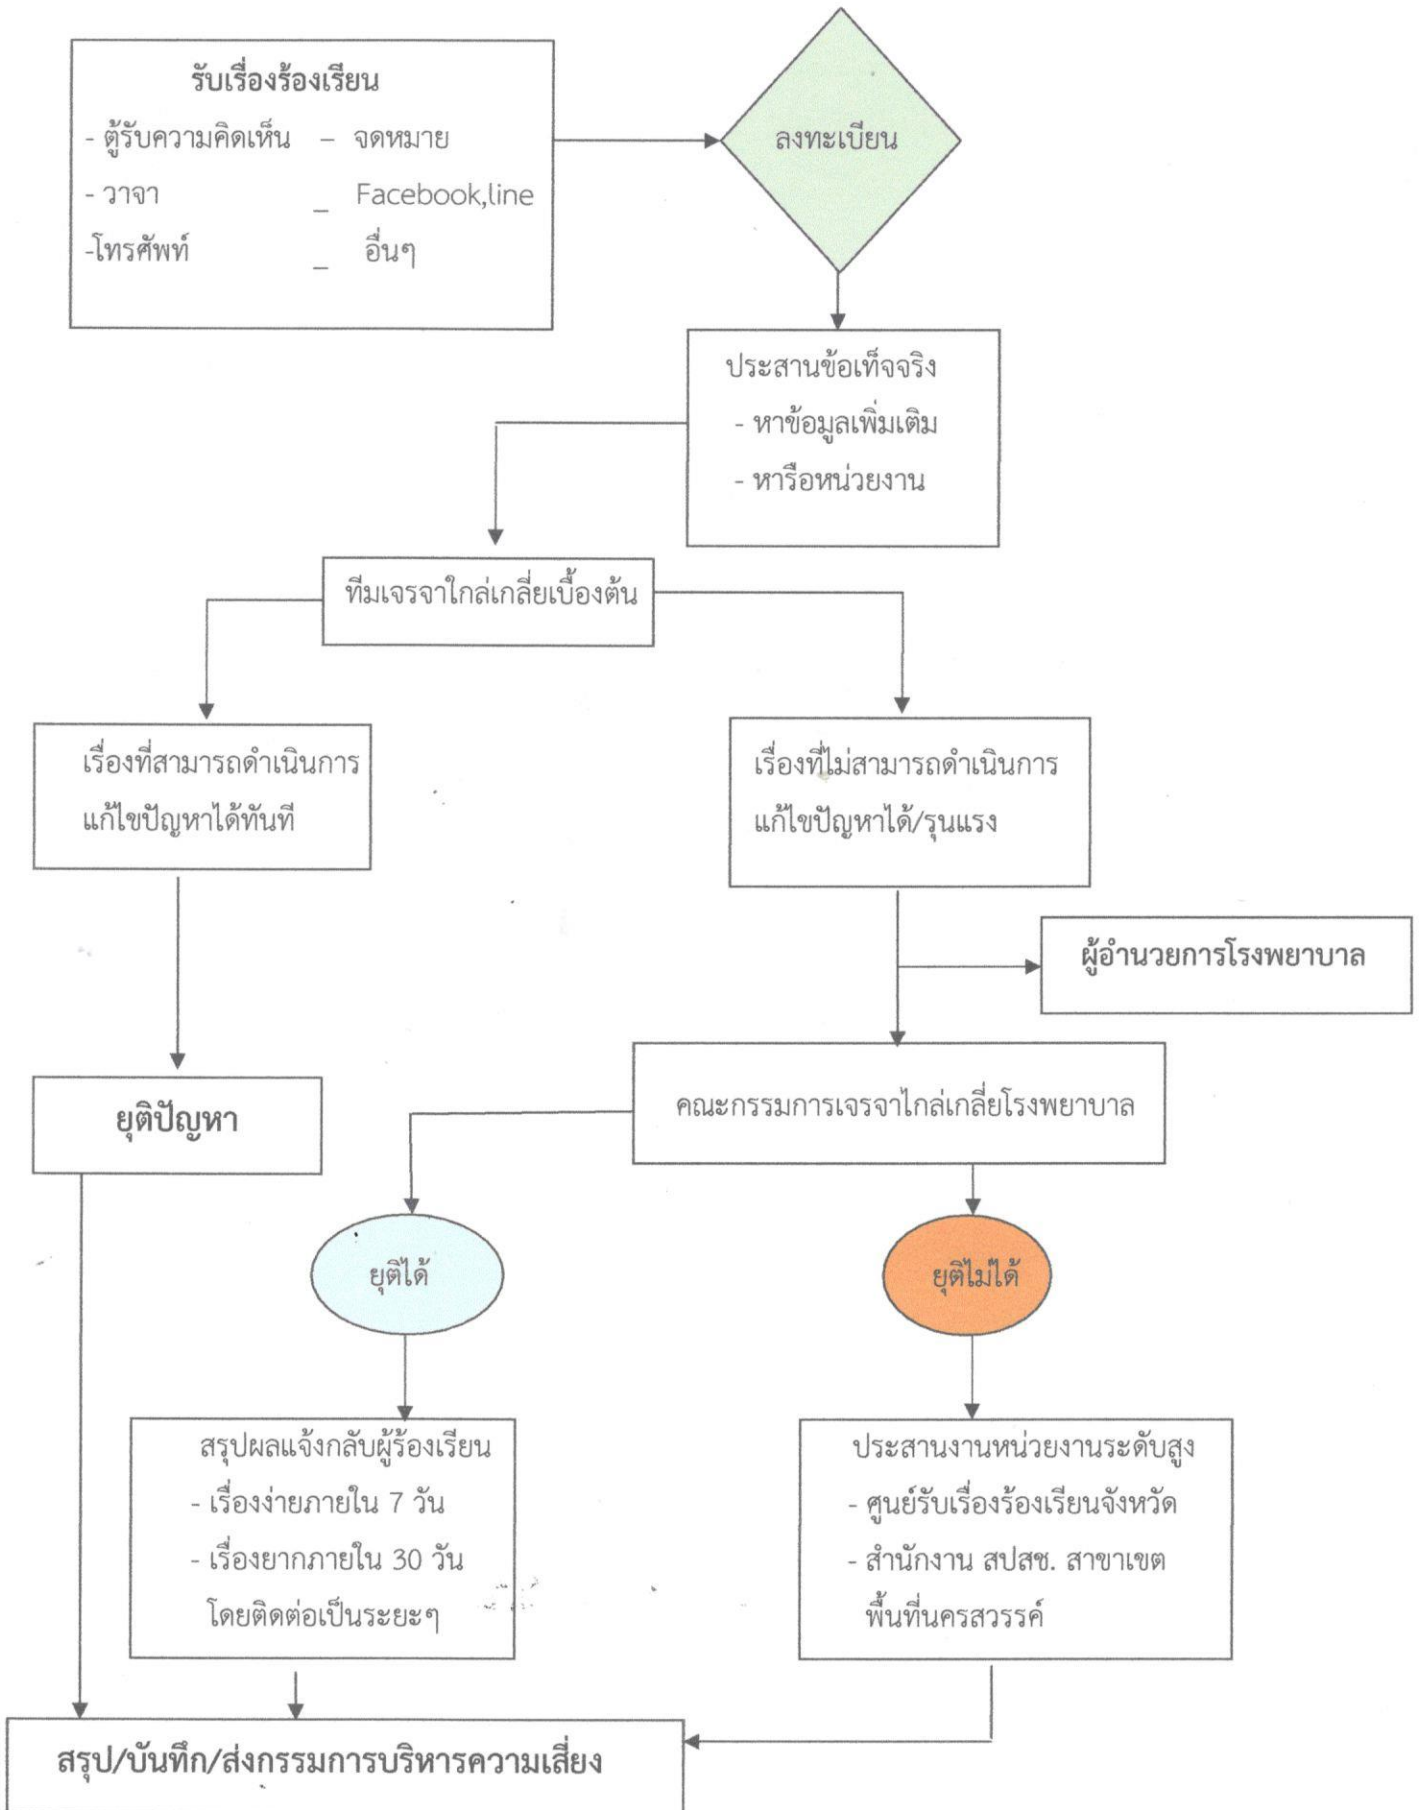 รับเรื่องร้องเรียน
- ตู้รับความคิดเห็น – จดหมาย
- วาจา _ Facebook,line
-โทรศัพท์ _ อื่นๆ
ลงทะเบียน
ประสานข้อเท็จจริง
- หาข้อมูลเพิ่มเติม
- หารือหน่วยงาน
ทีมเจรจาใกล่เกลี่ยเบื้องต้น
เรื่องที่สามารถดำเนินการ
แก้ไขปัญหาได้ทันที
เรื่องที่ไม่สามารถดำเนินการ
แก้ไขปัญหาได้/รุนแรง
ผู้อำนวยการโรงพยาบาล
คณะกรรมการเจรจาไกล่เกลี่ยโรงพยาบาล
ยุติปัญหา
ยุติได้
ยุติไม่ได้
สรุปผลแจ้งกลับผู้ร้องเรียน
- เรื่องง่ายภายใน 7 วัน
- เรื่องยากภายใน 30 วัน
โดยติดต่อเป็นระยะๆ
ประสานงานหน่วยงานระดับสูง
- ศูนย์รับเรื่องร้องเรียนจังหวัด
- สำนักงาน สปสช. สาขาเขต
พื้นที่นครสวรรค์
สรุป/บันทึก/ส่งกรรมการบริหารความเสี่ยง